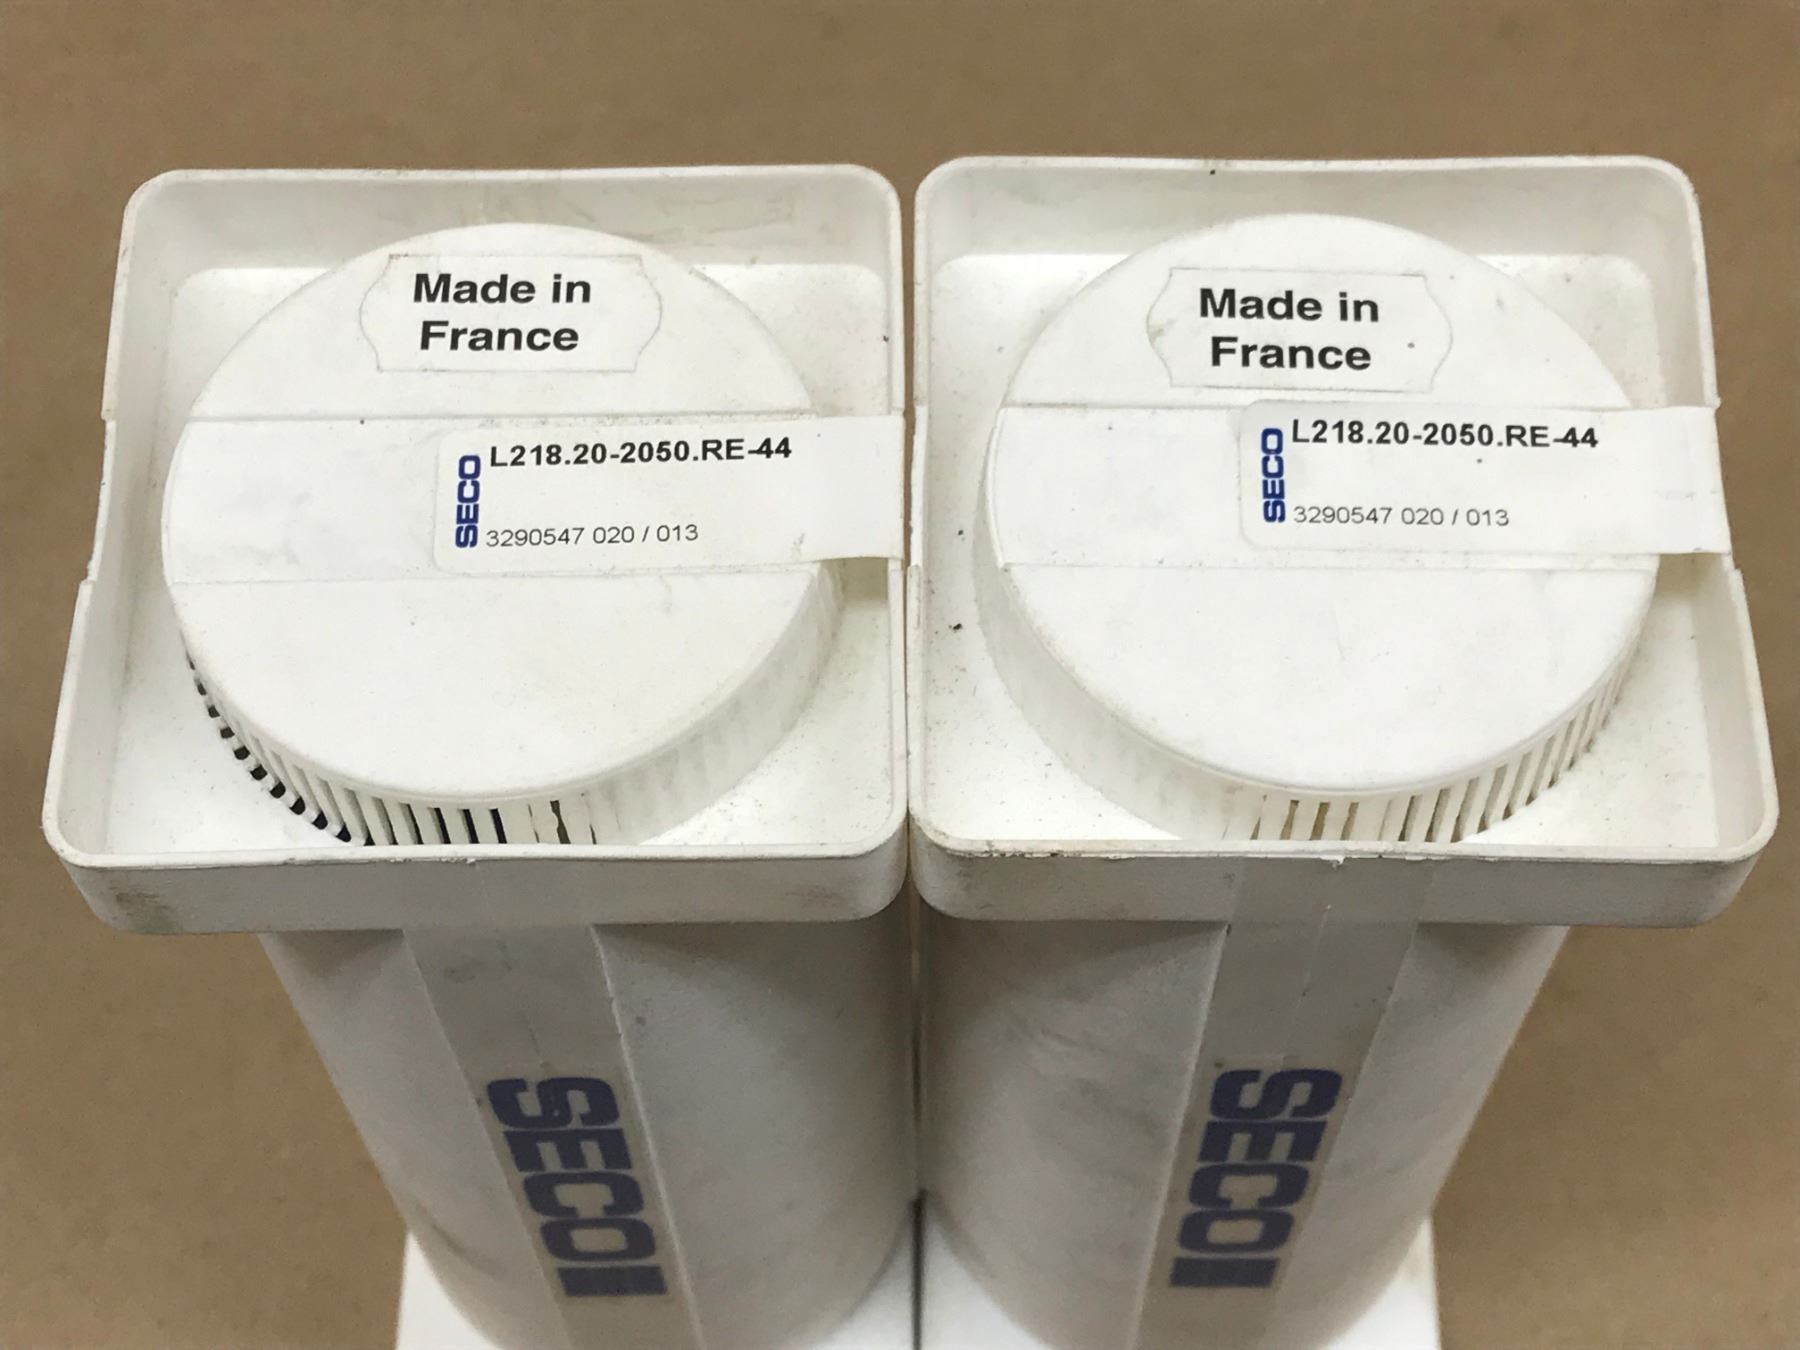 Made in
France
SECO
L218.20-2050.RE-44
3290547 020 / 013
SECO
Made in
France
SECO
L218.20-2050.RE-44
3290547 020 / 013
SECO